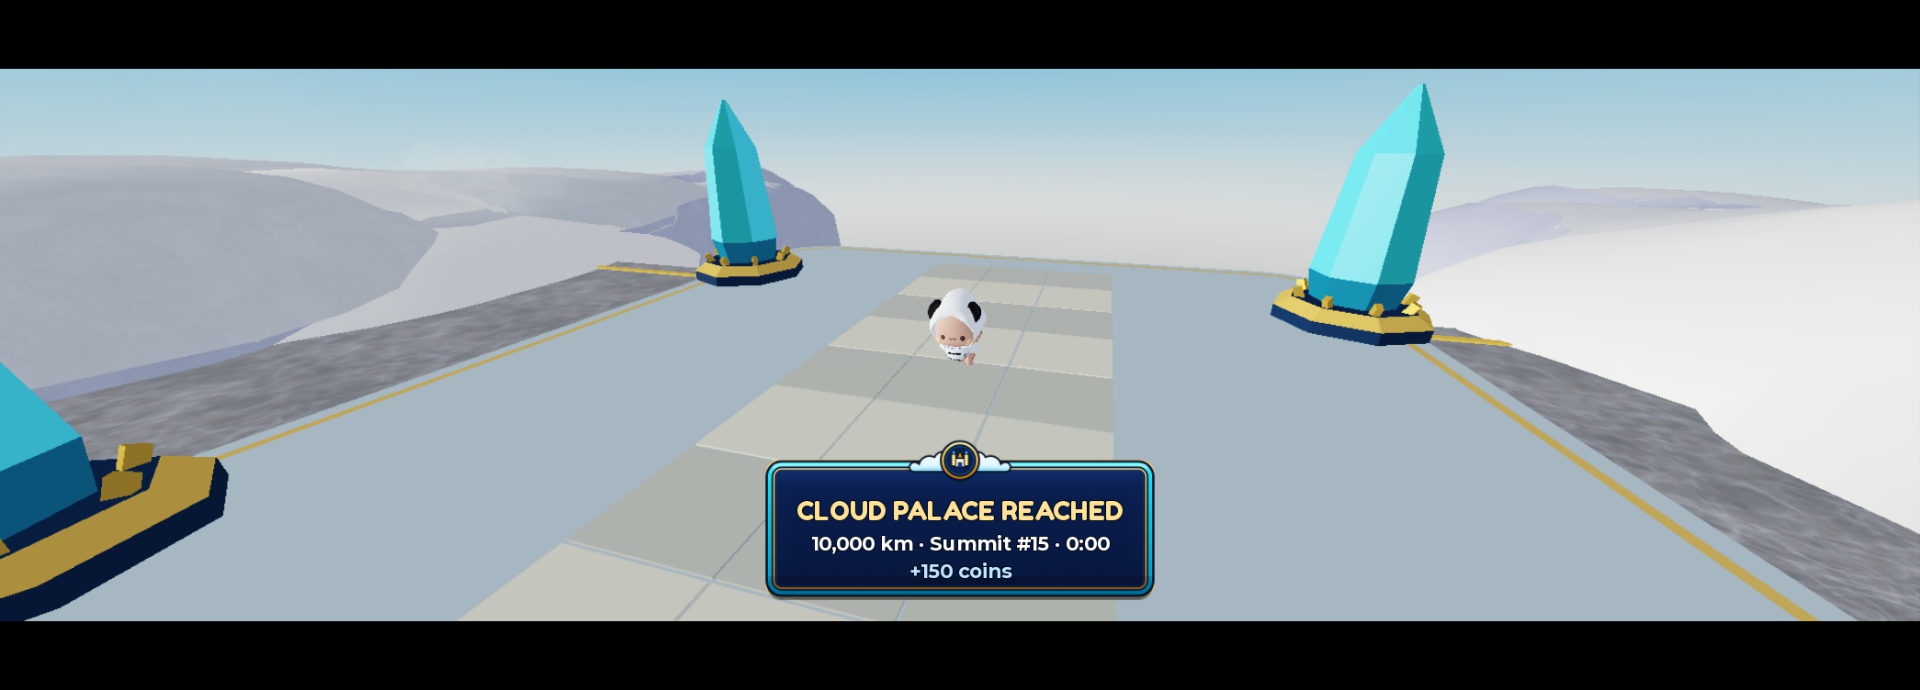 CLOUD PALACE REACHED
10,000 km · Summit #15 · 0:00
+150 coins